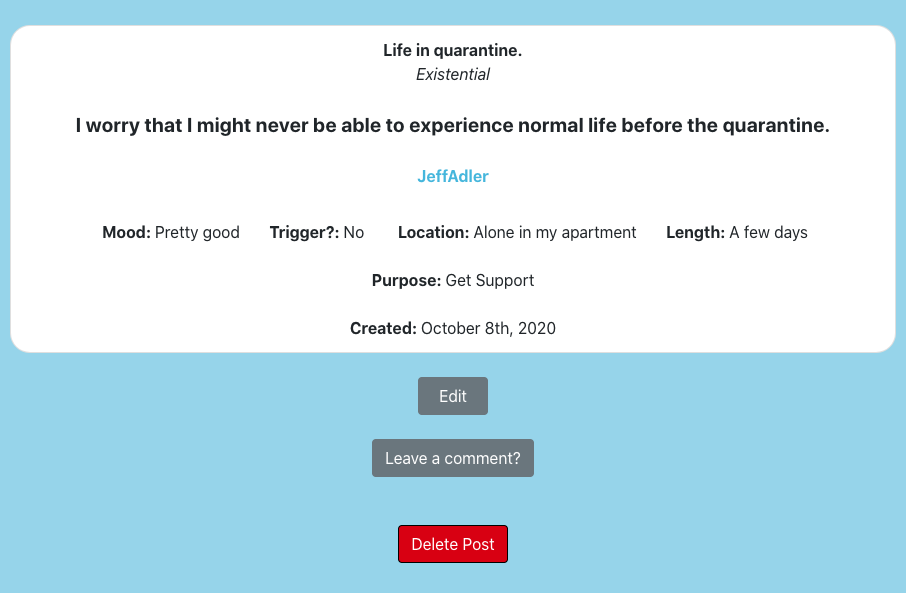 Life in quarantine.
Existential
I worry that I might never be able to experience normal life before the quarantine.
JeffAdler
Mood: Pretty good Trigger?: No Location: Alone in my apartment Length: A few days
Purpose: Get Support
Created: October 8th, 2020
Edit
Leave a comment?
Delete Post